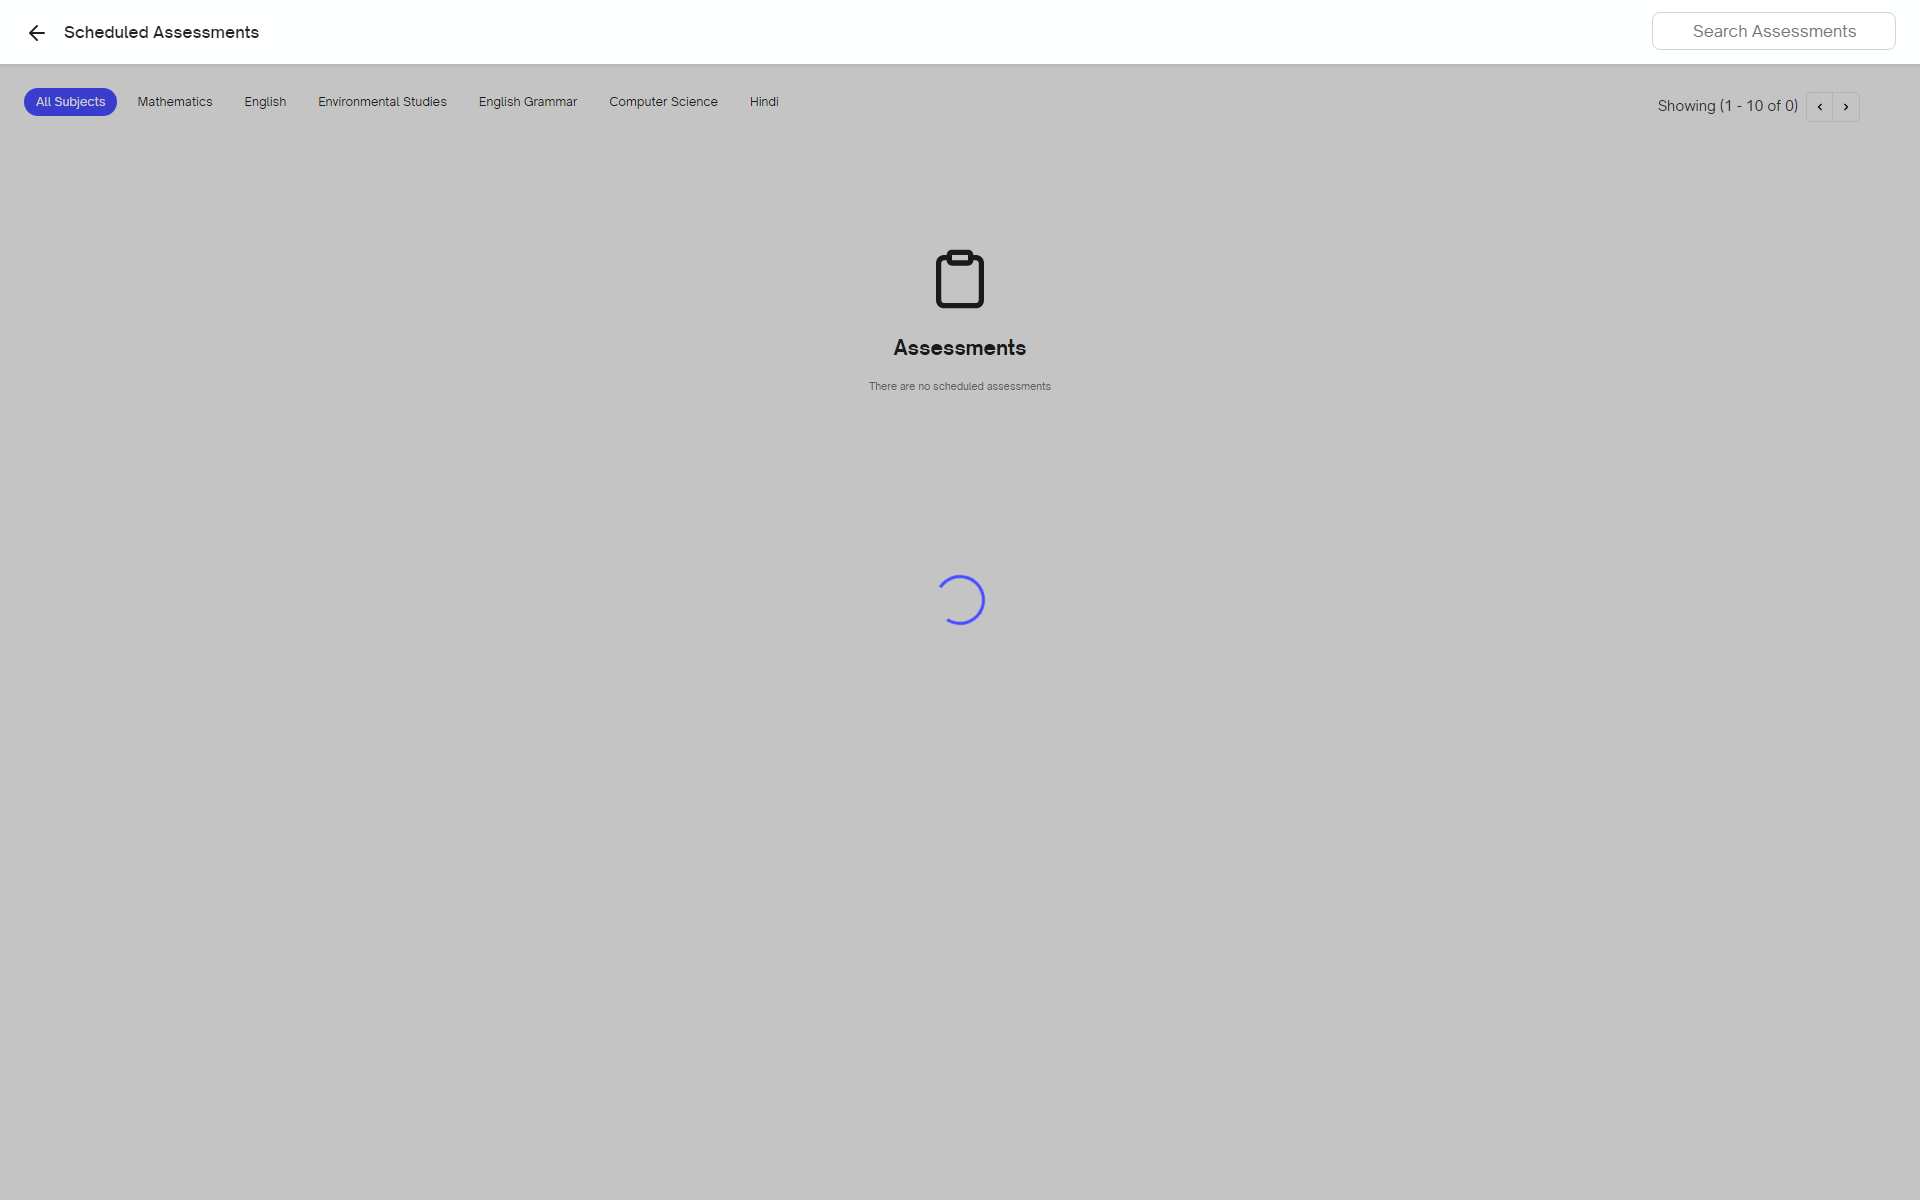 Scheduled Assessments
Search Assessments
All Subjects
Mathematics
English
Environmental Studies
English Grammar
Computer Science
Hindi
Showing (1 - 10 of 0)
Assessments
There are no scheduled assessments